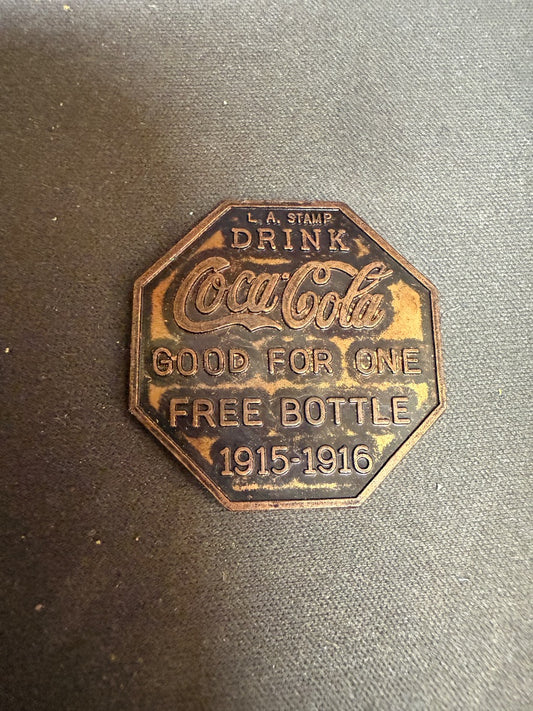 L. A. STAMP
DRINK
Coca-Cola
GOOD FOR ONE
FREE BOTTLE
1915-1916